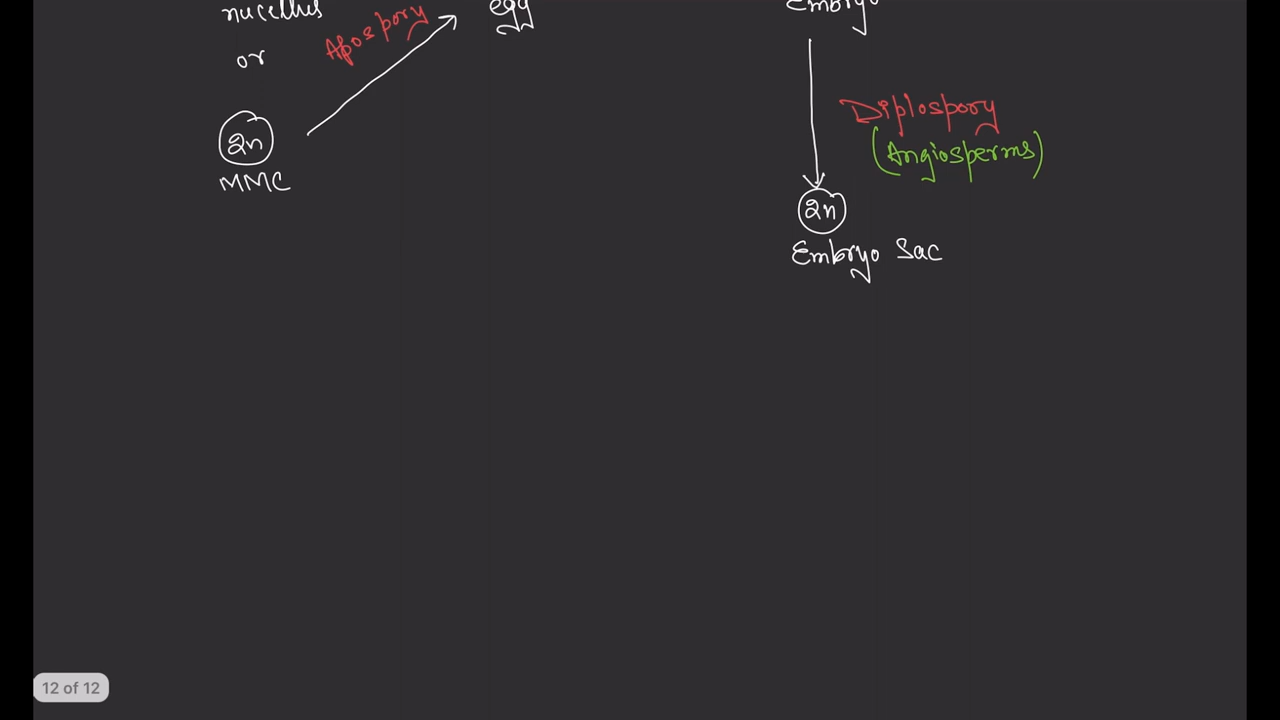 nucellus
or
Apospory
egg
2n
MMC
Embryo
Diplospory
(Angiosperms)
2n
Embryo Sac
12 of 12